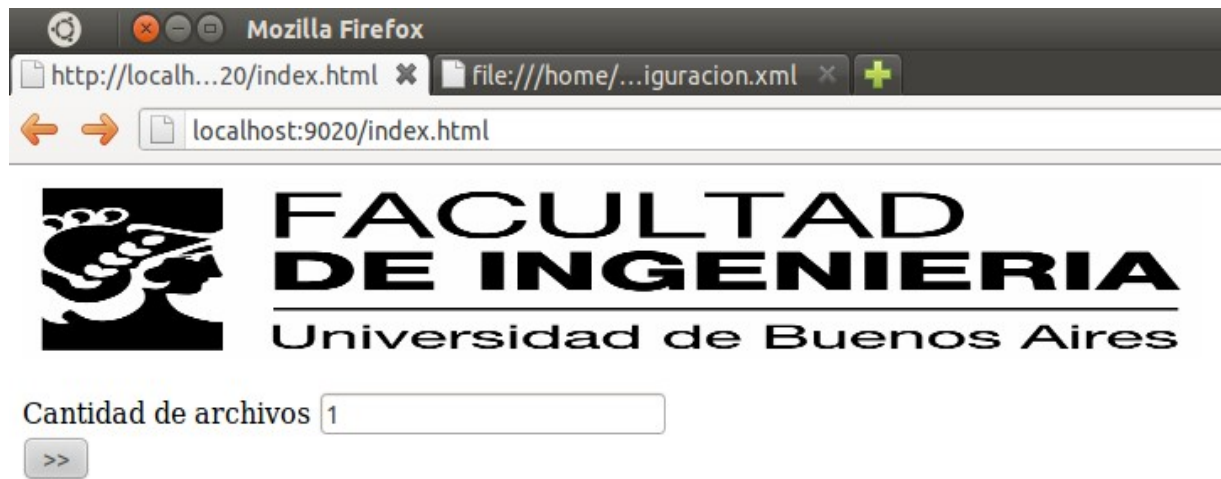 Mozilla Firefox
http://localh...20/index.html
file:///home/...iguracion.xml
localhost:9020/index.html
FACULTAD
DE INGENIERIA
Universidad de Buenos Aires
Cantidad de archivos 1
>>